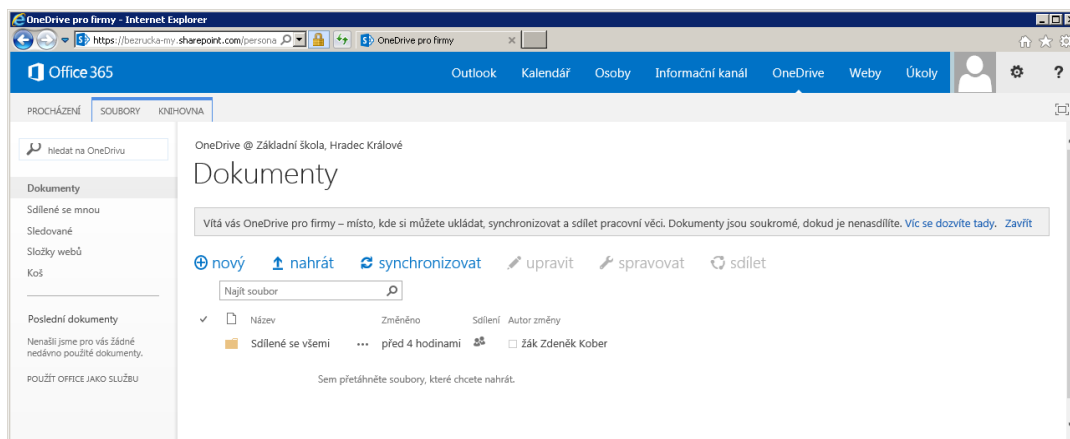 OneDrive pro firmy - Internet Explorer
https://bezrucka-my.sharepoint.com/persona
OneDrive pro firmy
Office 365
Outlook Kalendář Osoby Informační kanál OneDrive Weby Úkoly ?
PROCHÁZENÍ SOUBORY KNIHOVNA
hledat na OneDrivu
Dokumenty
Sdílené se mnou
Sledované
Složky webů
Koš
Poslední dokumenty
Nenašli jsme pro vás žádné
nedávno použité dokumenty.
POUŽÍT OFFICE JAKO SLUŽBU
OneDrive @ Základní škola, Hradec Králové
Dokumenty
Vítá vás OneDrive pro firmy – místo, kde si můžete ukládat, synchronizovat a sdílet pracovní věci. Dokumenty jsou soukromé, dokud je nenasdílíte. Víc se dozvíte tady. Zavřít
nový nahrát synchronizovat upravit spravovat sdílet
Najít soubor
Název Změněno Sdílení Autor změny
Sdílené se všemi ... před 4 hodinami žák Zdeněk Kober
Sem přetáhněte soubory, které chcete nahrát.